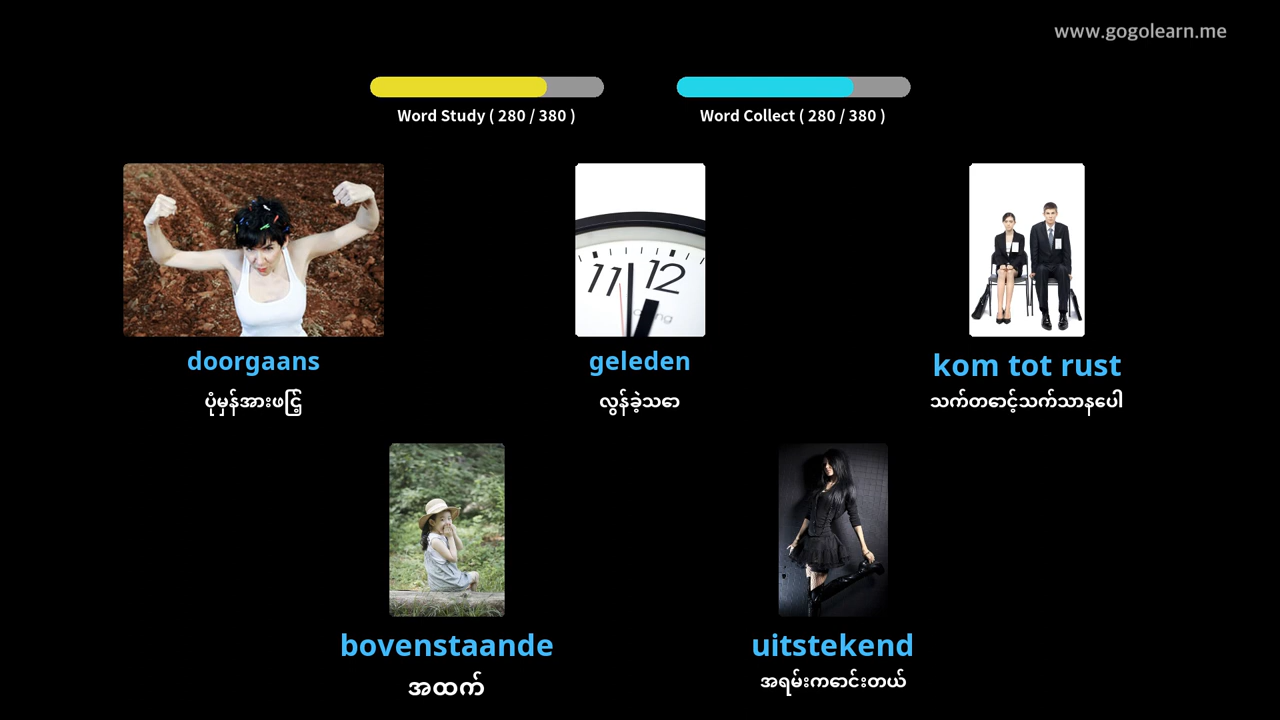 www.gogolearn.me
Word Study ( 280 / 380 )
Word Collect ( 280 / 380 )
11 12
doorgaans
geleden
kom tot rust
ပုံမှန်အားဖြင့်
လွန်ခဲ့သော
သက်တောင့်သက်သာနေပါ
bovenstaande
uitstekend
အထက်
အရမ်းကောင်းတယ်